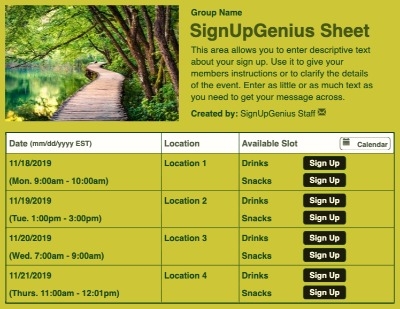 Group Name
SignUpGenius Sheet
This area allows you to enter descriptive text
about your sign up. Use it to give your
members instructions or to clarify the details
of the event. Enter as little or as much text as
you need to get your message across.
Created by: SignUpGenius Staff
Date (mm/dd/yyyy EST) Location Available Slot Calendar
11/18/2019 Location 1 Drinks Sign Up
(Mon. 9:00am - 10:00am) Snacks Sign Up
11/19/2019 Location 2 Drinks Sign Up
(Tue. 1:00pm - 3:00pm) Snacks Sign Up
11/20/2019 Location 3 Drinks Sign Up
(Wed. 7:00am - 9:00am) Snacks Sign Up
11/21/2019 Location 4 Drinks Sign Up
(Thurs. 11:00am - 12:01pm) Snacks Sign Up